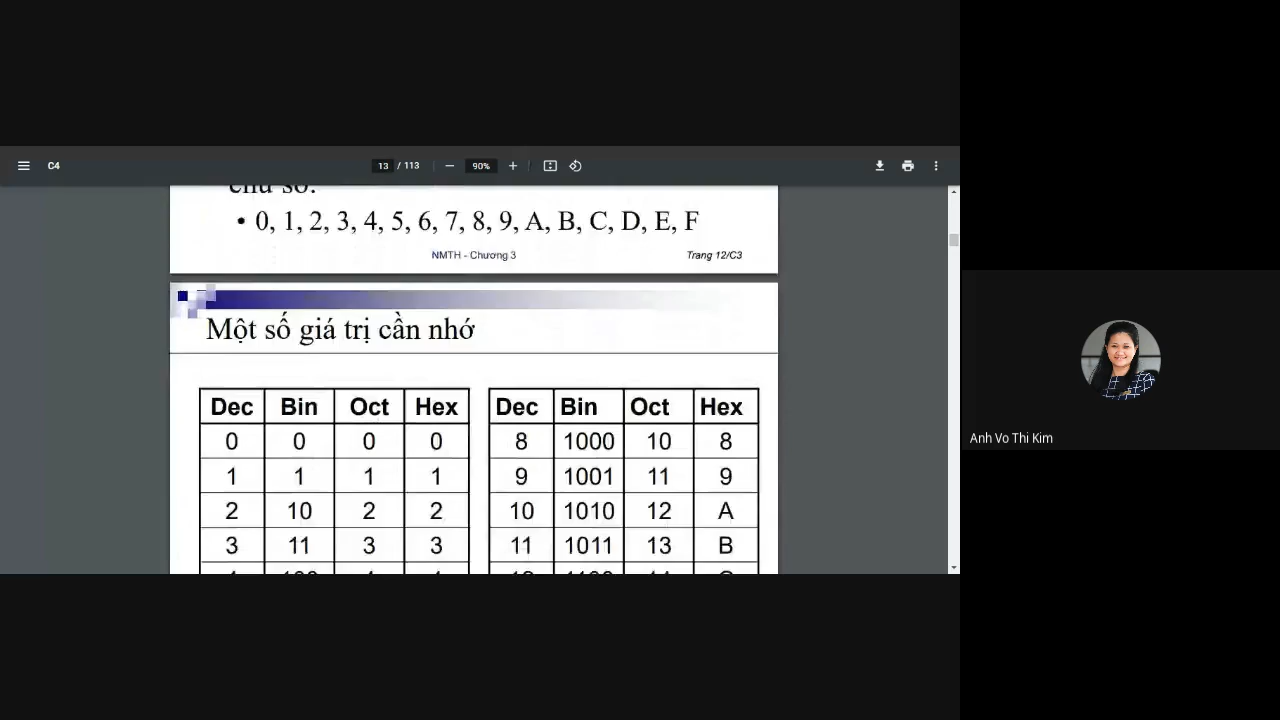 C4
13 / 113
90%
chữ số:
• 0, 1, 2, 3, 4, 5, 6, 7, 8, 9, A, B, C, D, E, F
NMTH - Chương 3
Trang 12/C3
Một số giá trị cần nhớ
Dec Bin Oct Hex Dec Bin Oct Hex
0 0 0 0 8 1000 10 8
1 1 1 1 9 1001 11 9
2 10 2 2 10 1010 12 A
3 11 3 3 11 1011 13 B
Anh Vo Thi Kim